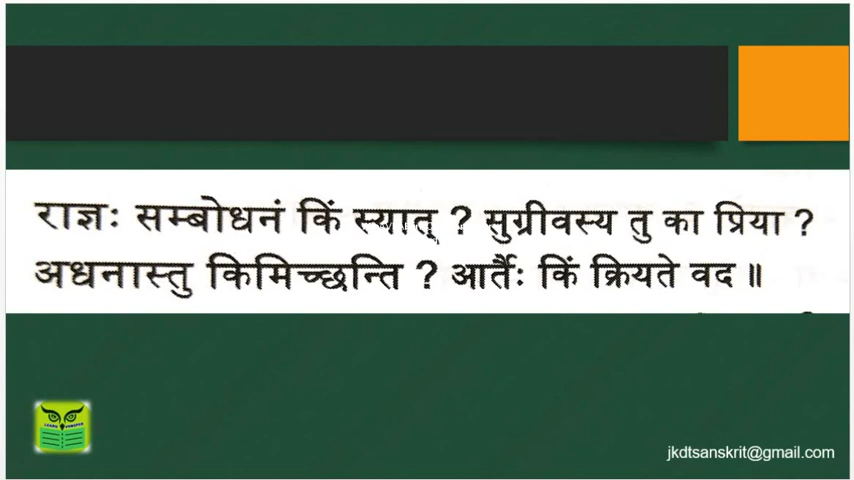 राज्ञः सम्बोधनं किं स्यात् ? सुग्रीवस्य तु का प्रिया ?
अधनास्तु किमिच्छन्ति ? आर्तैः किं क्रियते वद ॥
jkdtsanskrit@gmail.com